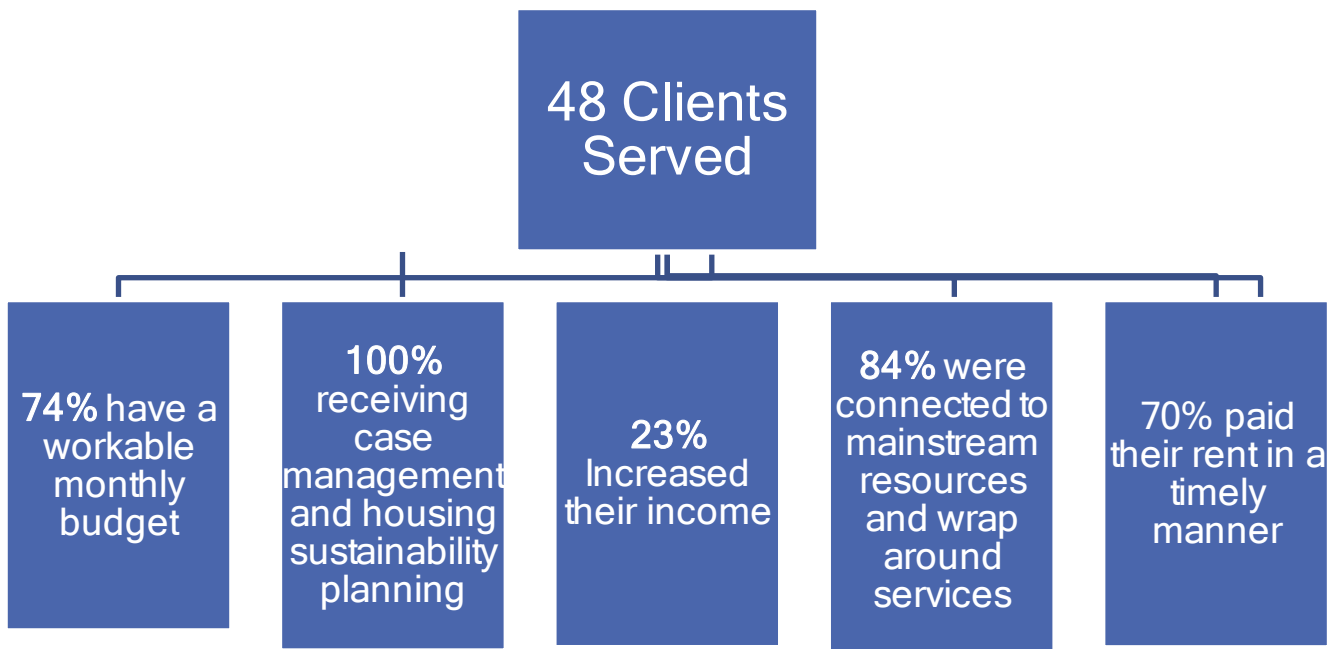 48 Clients
Served
74% have a
workable
monthly
budget
100%
receiving
case
management
and housing
sustainability
planning
23%
Increased
their income
84% were
connected to
mainstream
resources
and wrap
around
services
70% paid
their rent in a
timely
manner